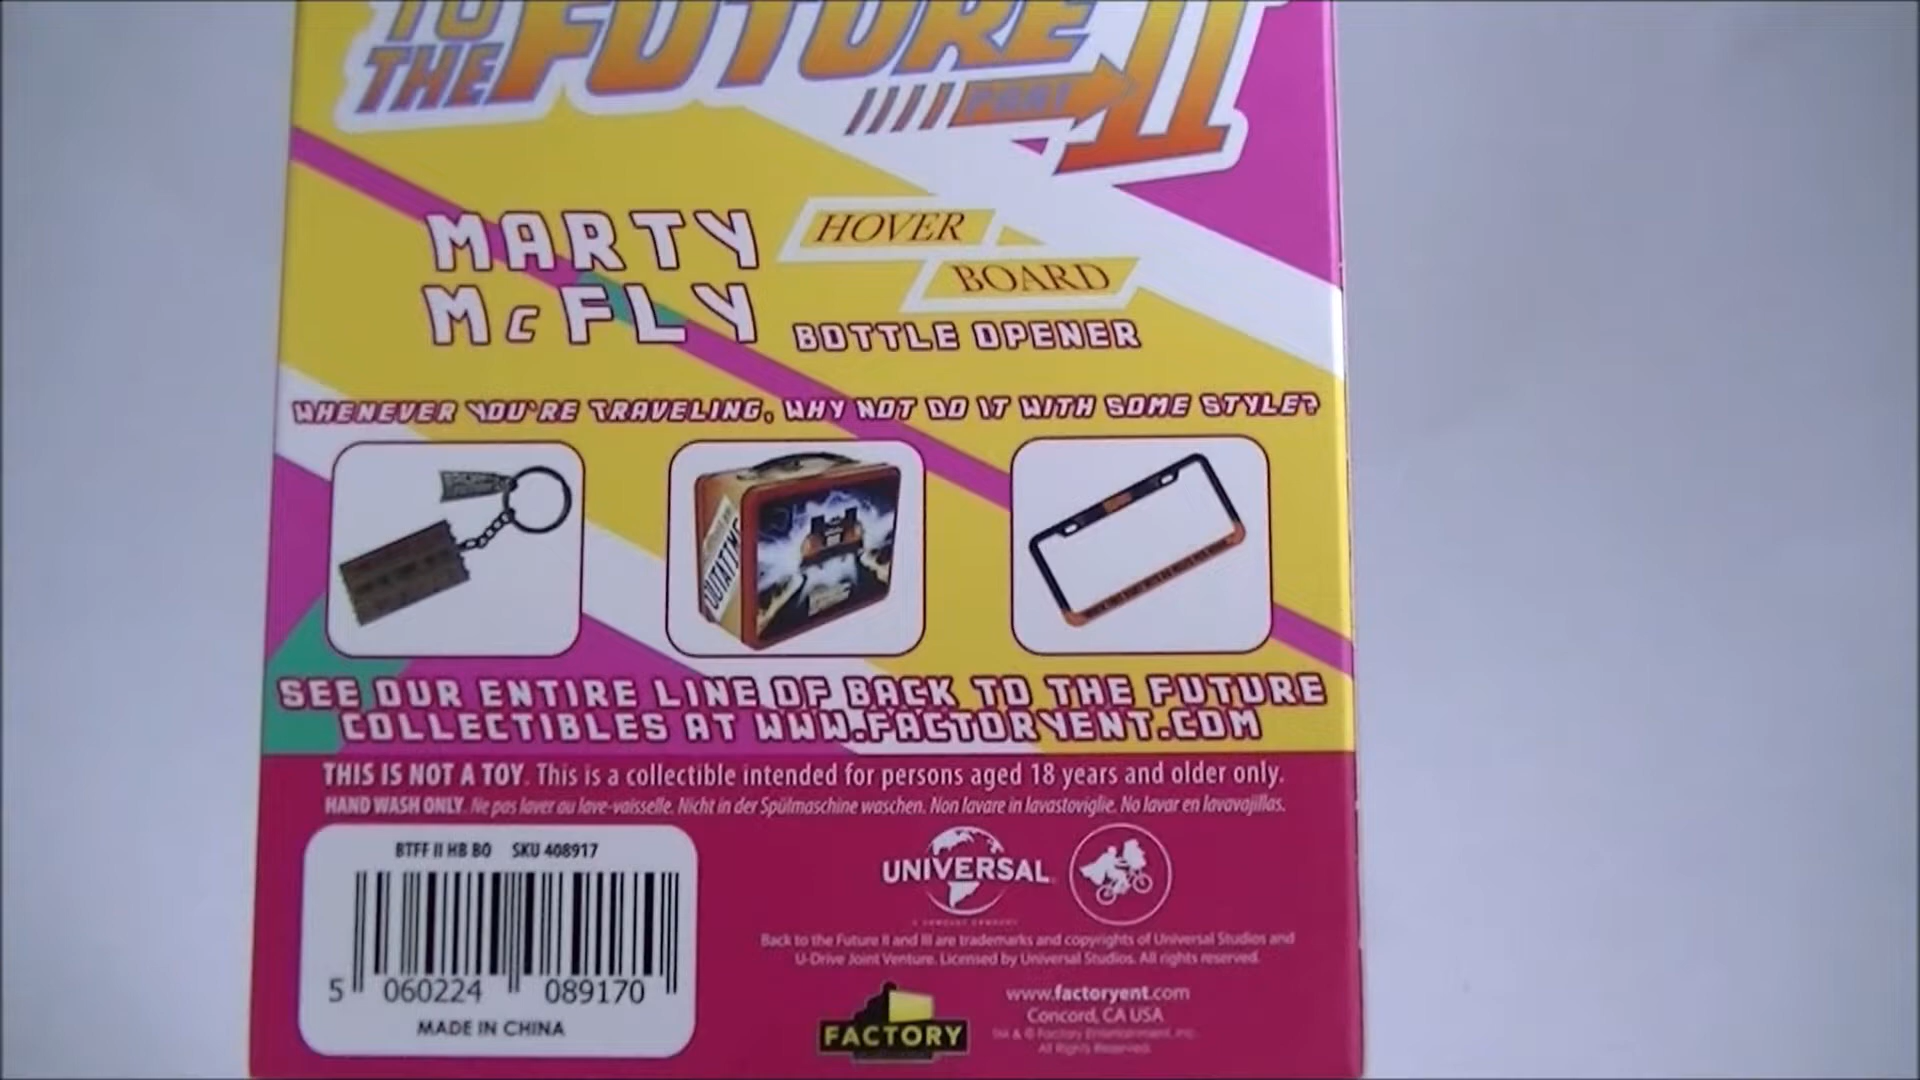 TO
THE FUTURE
PART II
MARTY
McFLY
HOVER
BOARD
BOTTLE OPENER
WHENEVER YOU'RE TRAVELING, WHY NOT DO IT WITH SOME STYLE?
OUTATIME
SEE OUR ENTIRE LINE OF BACK TO THE FUTURE
COLLECTIBLES AT WWW.FACTORYENT.COM
THIS IS NOT A TOY. This is a collectible intended for persons aged 18 years and older only.
HAND WASH ONLY. Ne pas laver au lave-vaisselle. Nicht in der Spülmaschine waschen. Non lavare in lavastoviglie. No lavar en lavavajillas.
BTFF II HB BO SKU 408917
5 060224 089170
MADE IN CHINA
UNIVERSAL
A COMCAST COMPANY
Back to the Future II and III are trademarks and copyrights of Universal Studios and
U-Drive Joint Venture. Licensed by Universal Studios. All rights reserved.
FACTORY
www.factoryent.com
Concord, CA USA
TM & © Factory Entertainment, Inc.
All Rights Reserved.